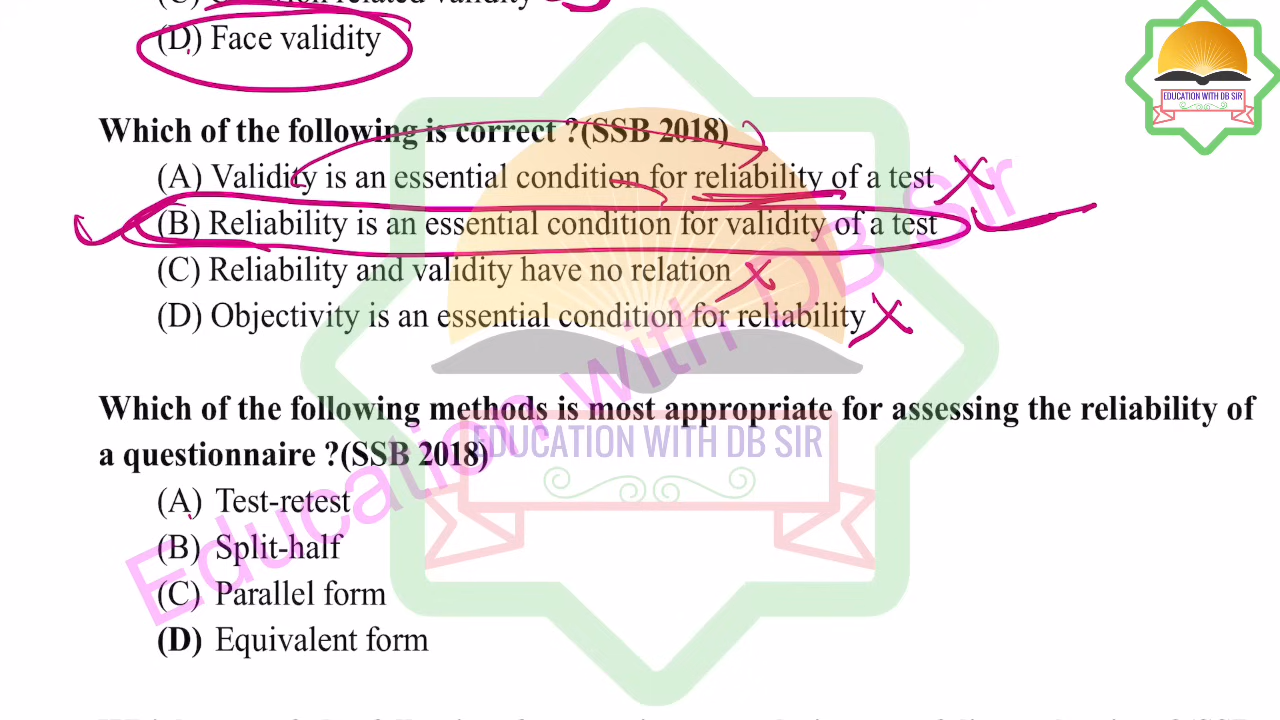 related validity
(D) Face validity
EDUCATION WITH DB SIR
Which of the following is correct ?(SSB 2018)
(A) Validity is an essential condition for reliability of a test
(B) Reliability is an essential condition for validity of a test
(C) Reliability and validity have no relation
(D) Objectivity is an essential condition for reliability
Which of the following methods is most appropriate for assessing the reliability of
a questionnaire ?(SSB 2018)
(A) Test-retest
(B) Split-half
(C) Parallel form
(D) Equivalent form
EDUCATION WITH DB SIR
Education with DB Sir